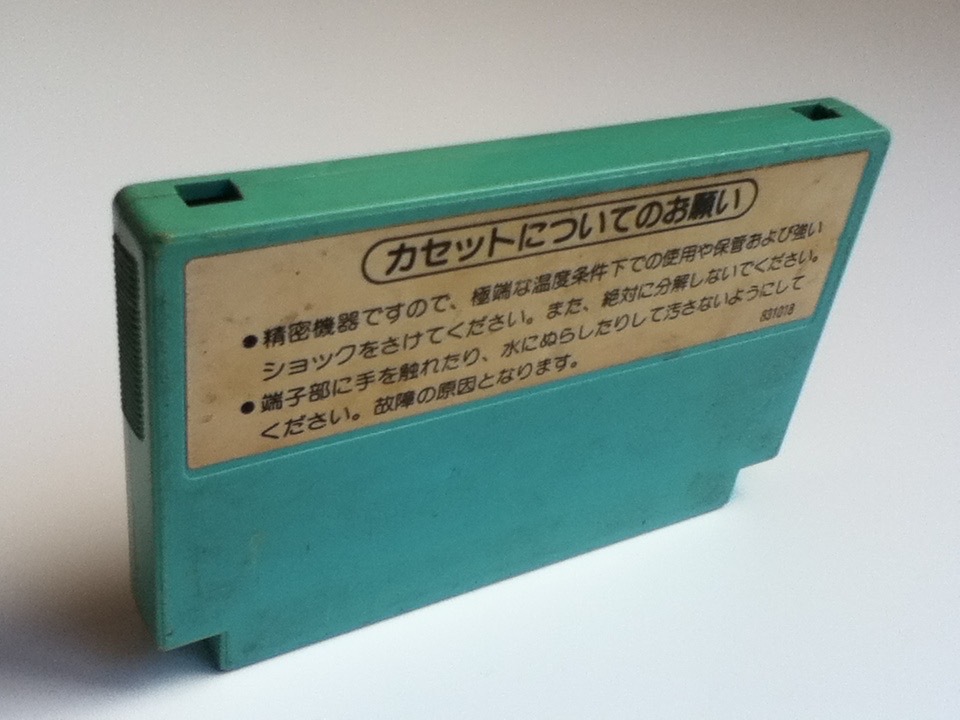 カセットについてのお願い
●精密機器ですので、極端な温度条件下での使用や保管および強い
ショックをさけてください。また、絶対に分解しないでください。
●端子部に手を触れたり、水にぬらしたりして汚さないようにして
ください。故障の原因となります。
831018